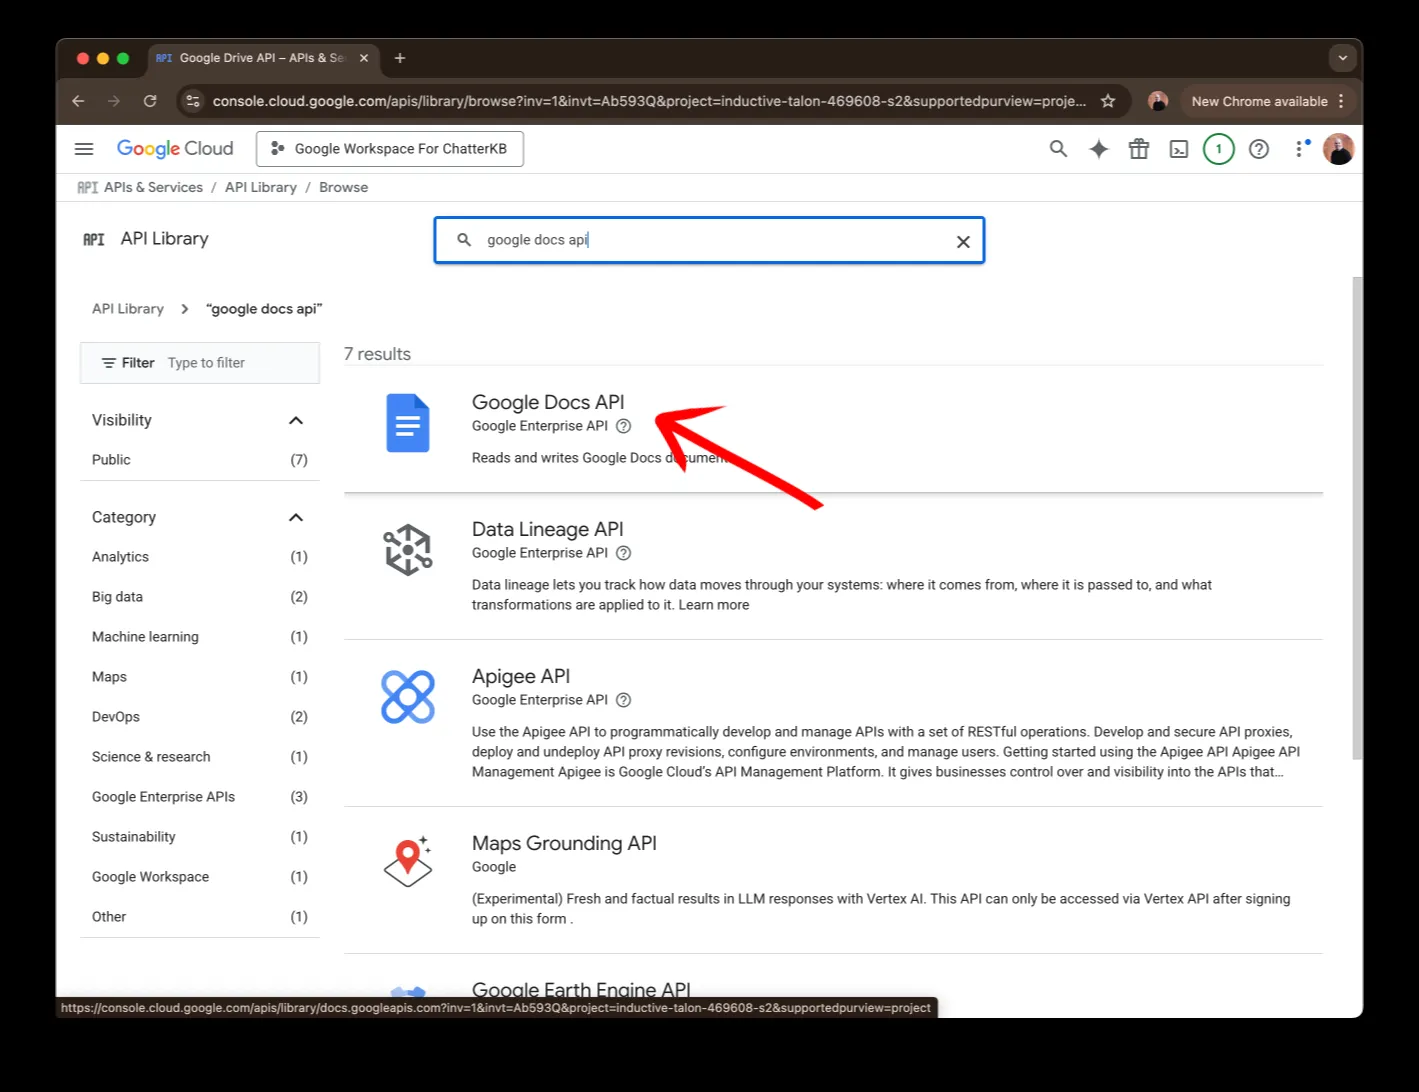 API Google Drive API – APIs & Se
console.cloud.google.com/apis/library/browse?inv=1&invt=Ab593Q&project=inductive-talon-469608-s2&supportedpurview=proje...
New Chrome available
Google Cloud
Google Workspace For ChatterKB
1
API APIs & Services / API Library / Browse
API API Library
google docs api
API Library > “google docs api”
Filter Type to filter
7 results
Visibility
Public (7)
Category
Analytics (1)
Big data (2)
Machine learning (1)
Maps (1)
DevOps (2)
Science & research (1)
Google Enterprise APIs (3)
Sustainability (1)
Google Workspace (1)
Other (1)
Google Docs API
Google Enterprise API
Reads and writes Google Docs documen
Data Lineage API
Google Enterprise API
Data lineage lets you track how data moves through your systems: where it comes from, where it is passed to, and what
transformations are applied to it. Learn more
Apigee API
Google Enterprise API
Use the Apigee API to programmatically develop and manage APIs with a set of RESTful operations. Develop and secure API proxies,
deploy and undeploy API proxy revisions, configure environments, and manage users. Getting started using the Apigee API Apigee API
Management Apigee is Google Cloud’s API Management Platform. It gives businesses control over and visibility into the APIs that...
Maps Grounding API
Google
(Experimental) Fresh and factual results in LLM responses with Vertex AI. This API can only be accessed via Vertex API after signing
up on this form .
Google Earth Engine API
https://console.cloud.google.com/apis/library/docs.googleapis.com?inv=1&invt=Ab593Q&project=inductive-talon-469608-s2&supportedpurview=project